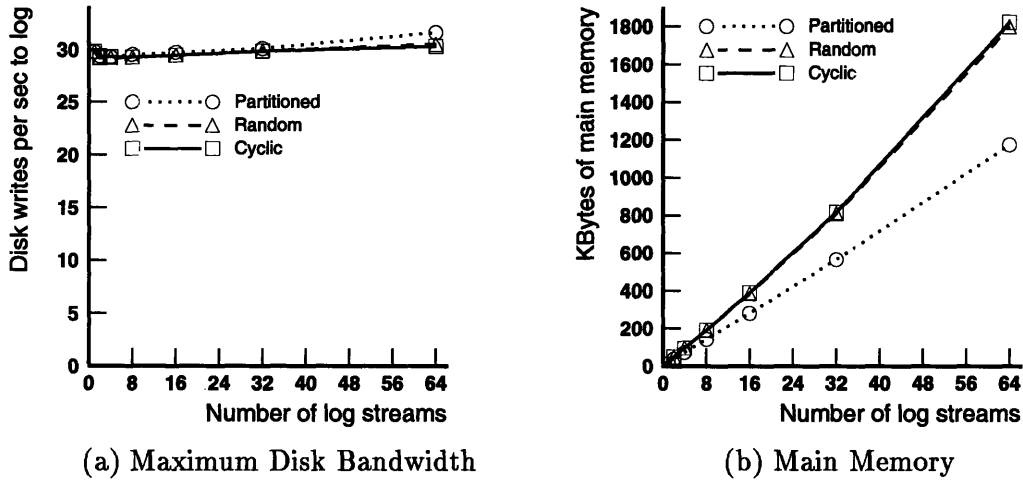 Disk writes per sec to log
30
25
20
15
10
5
0
Partitioned
Random
Cyclic
0 8 16 24 32 40 48 56 64
Number of log streams
(a) Maximum Disk Bandwidth
KBytes of main memory
1800
1600
1400
1200
1000
800
600
400
200
0
Partitioned
Random
Cyclic
0 8 16 24 32 40 48 56 64
Number of log streams
(b) Main Memory